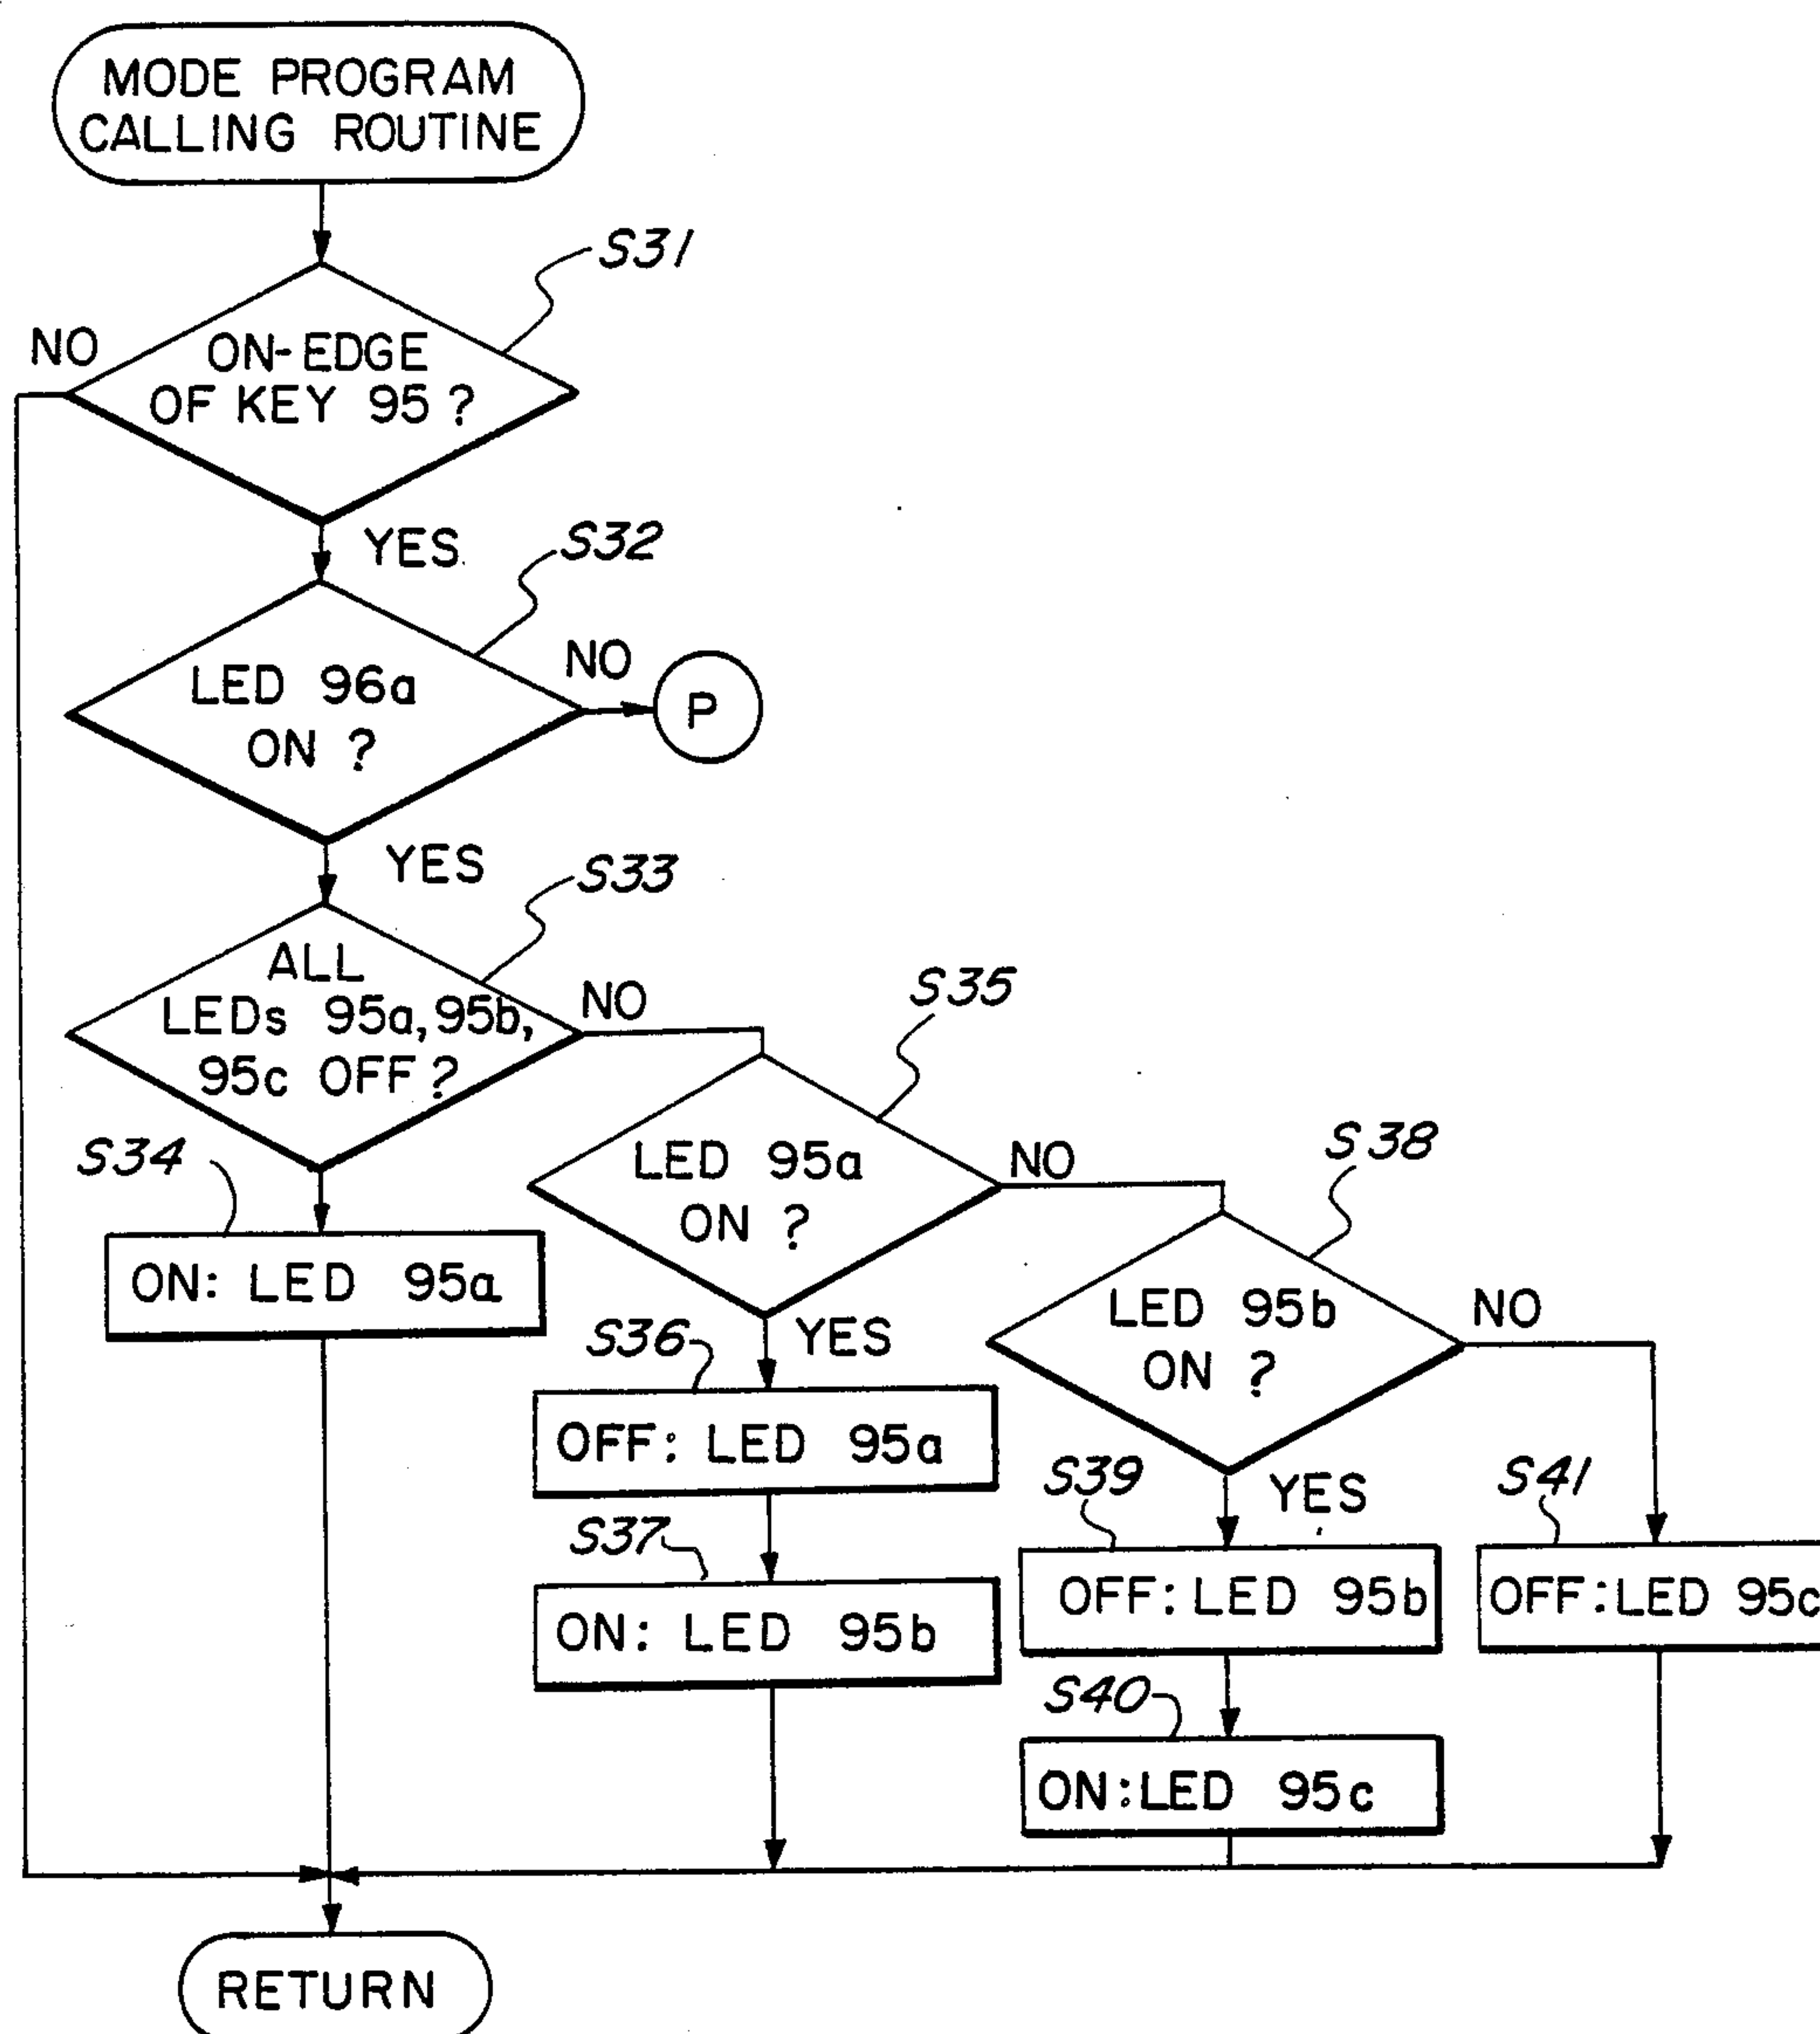 MODE PROGRAM
CALLING ROUTINE
S31
NO
ON-EDGE
OF KEY 95 ?
YES
S32
LED 96a
ON ?
NO
P
YES
S33
ALL
LEDs 95a, 95b,
95c OFF ?
NO
S34
ON: LED 95a
S35
LED 95a
ON ?
NO
YES
S36
OFF: LED 95a
S37
ON: LED 95b
S38
LED 95b
ON ?
NO
YES
S39
OFF: LED 95b
S40
ON: LED 95c
S41
OFF: LED 95c
RETURN